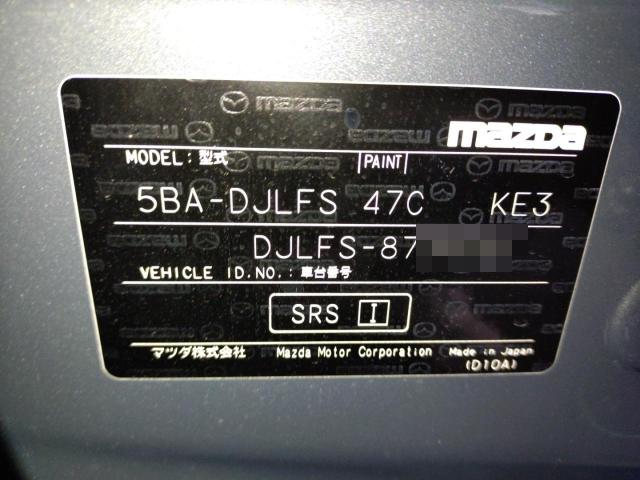 mazda
MODEL: 型式 PAINT
5BA-DJLFS 47C KE3
DJLFS-87
VEHICLE ID.NO.: 車台番号
SRS I
マツダ株式会社 Mazda Motor Corporation Made in Japan
(D10A)